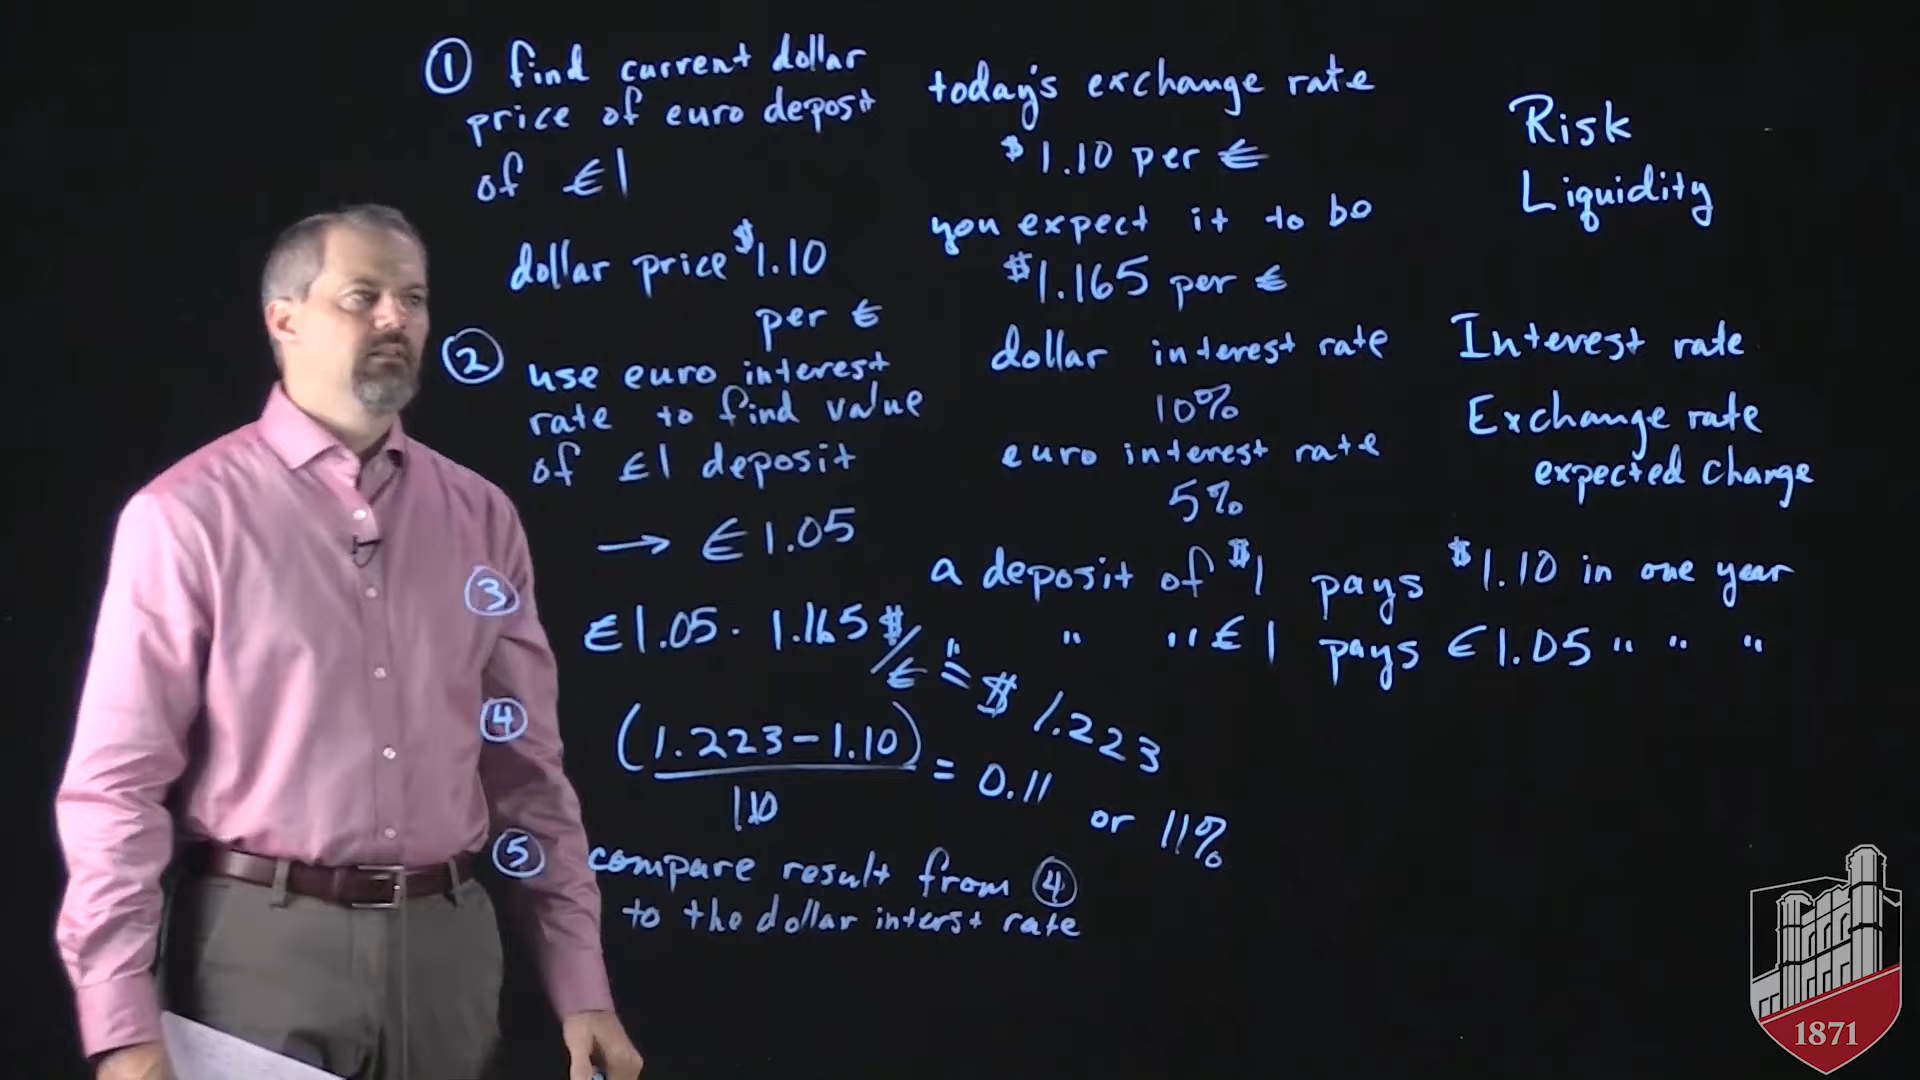 ① find current dollar
price of euro deposit
of €1
dollar price $1.10
per €
② use euro interest
rate to find value
of €1 deposit
→ €1.05
③ €1.05 · 1.165 $/€ "= $1.223
④ (1.223-1.10)
1.10
= 0.11
or 11%
⑤ compare result from ④
to the dollar interst rate
today's exchange rate
$1.10 per €
you expect it to be
$1.165 per €
dollar interest rate
10%
euro interest rate
5%
a deposit of $1 pays $1.10 in one year
" " €1 pays €1.05 " " "
Risk
Liquidity
Interest rate
Exchange rate
expected change
1871